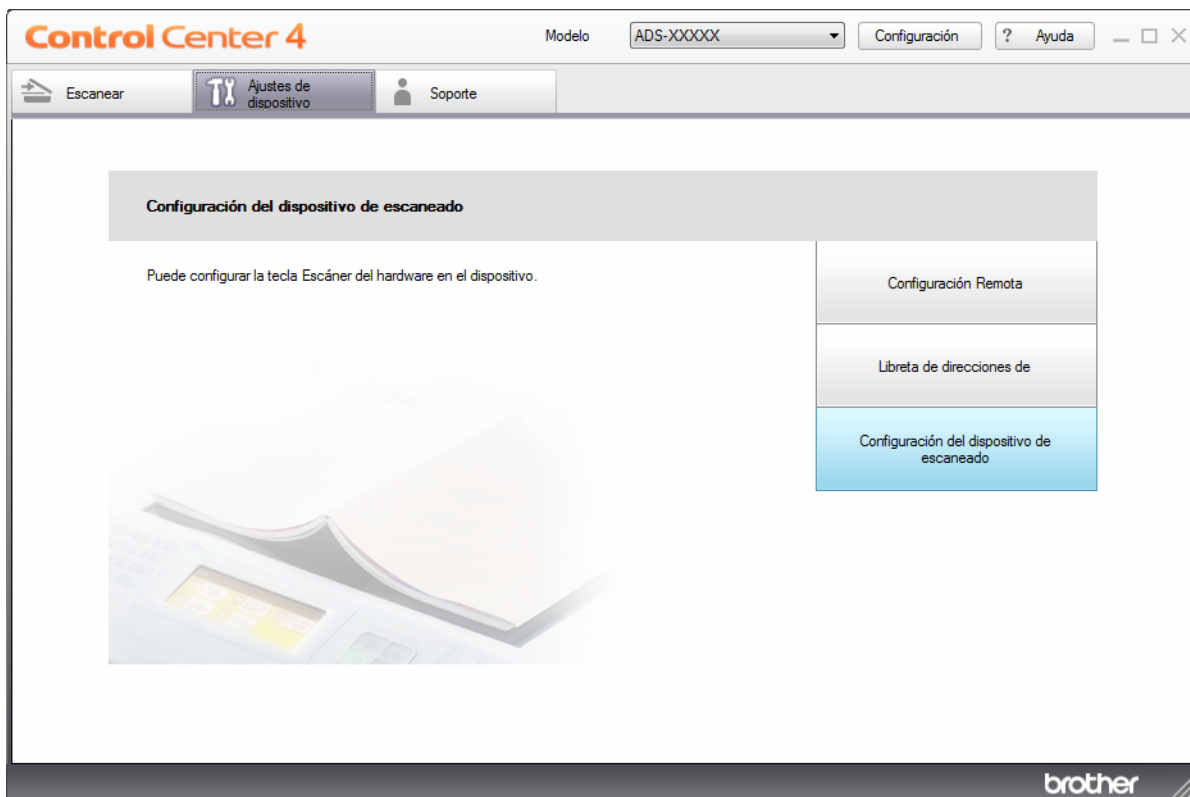 Control Center 4
Modelo
ADS-XXXXX
Configuración
? Ayuda
Escanear
Ajustes de
dispositivo
Soporte
Configuración del dispositivo de escaneado
Puede configurar la tecla Escáner del hardware en el dispositivo.
Configuración Remota
Libreta de direcciones de
Configuración del dispositivo de
escaneado
brother